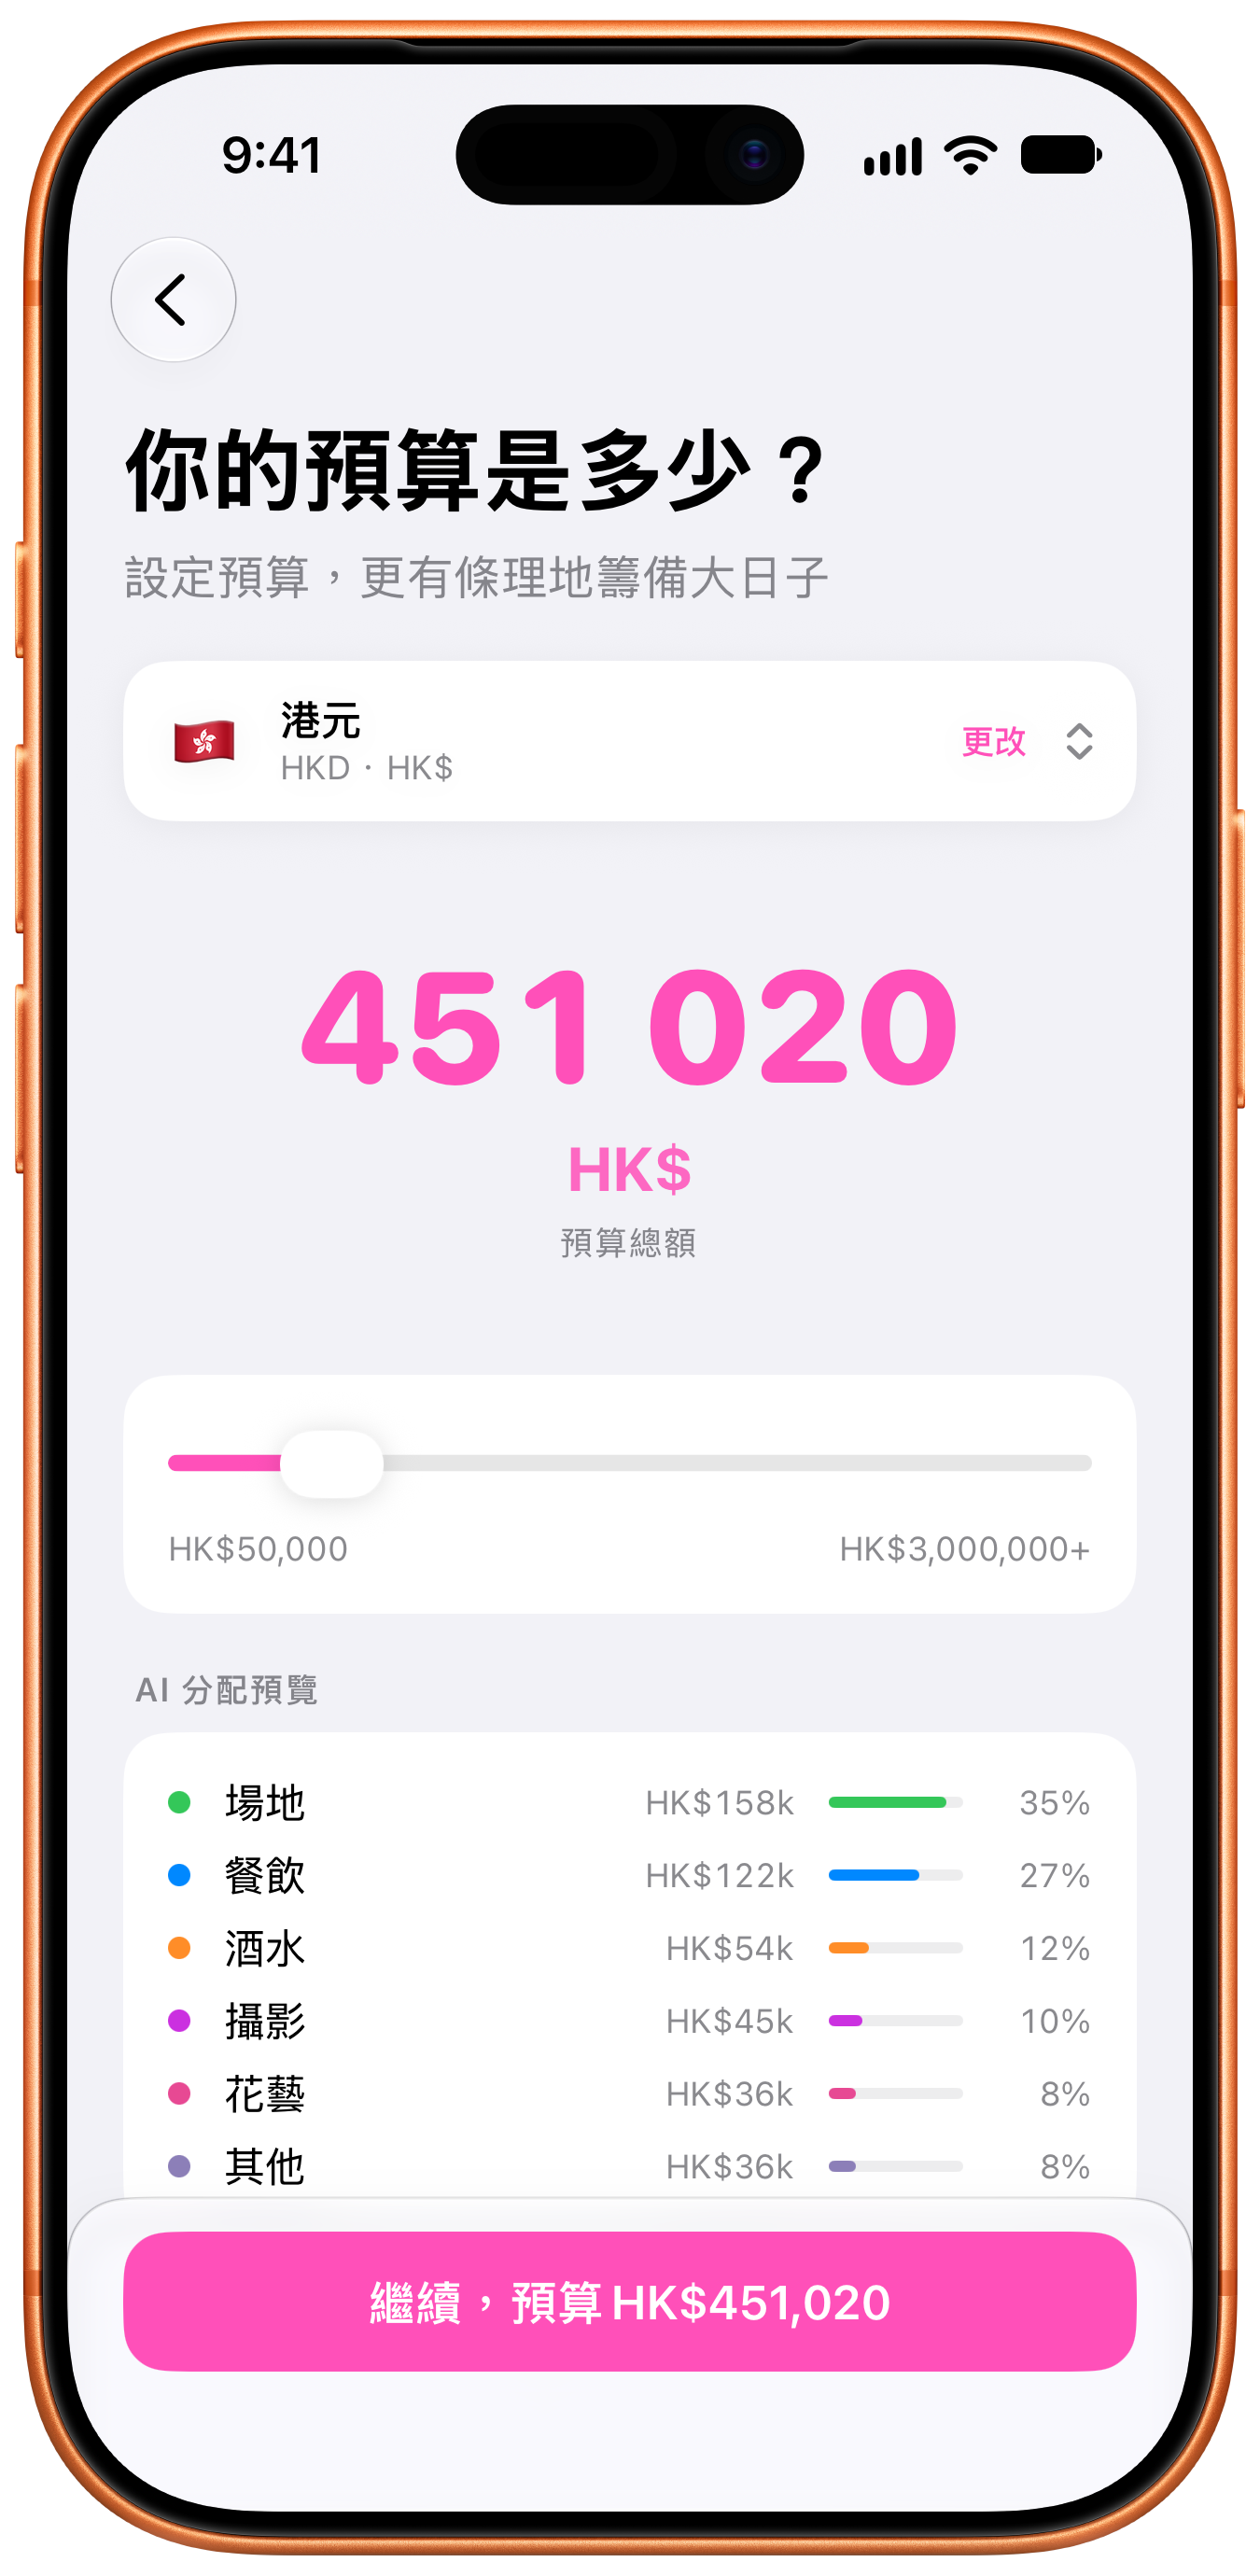 9:41
你的預算是多少？
設定預算，更有條理地籌備大日子
港元
HKD · HK$
更改
451 020
HK$
預算總額
HK$50,000
HK$3,000,000+
AI 分配預覽
場地 HK$158k 35%
餐飲 HK$122k 27%
酒水 HK$54k 12%
攝影 HK$45k 10%
花藝 HK$36k 8%
其他 HK$36k 8%
繼續，預算 HK$451,020